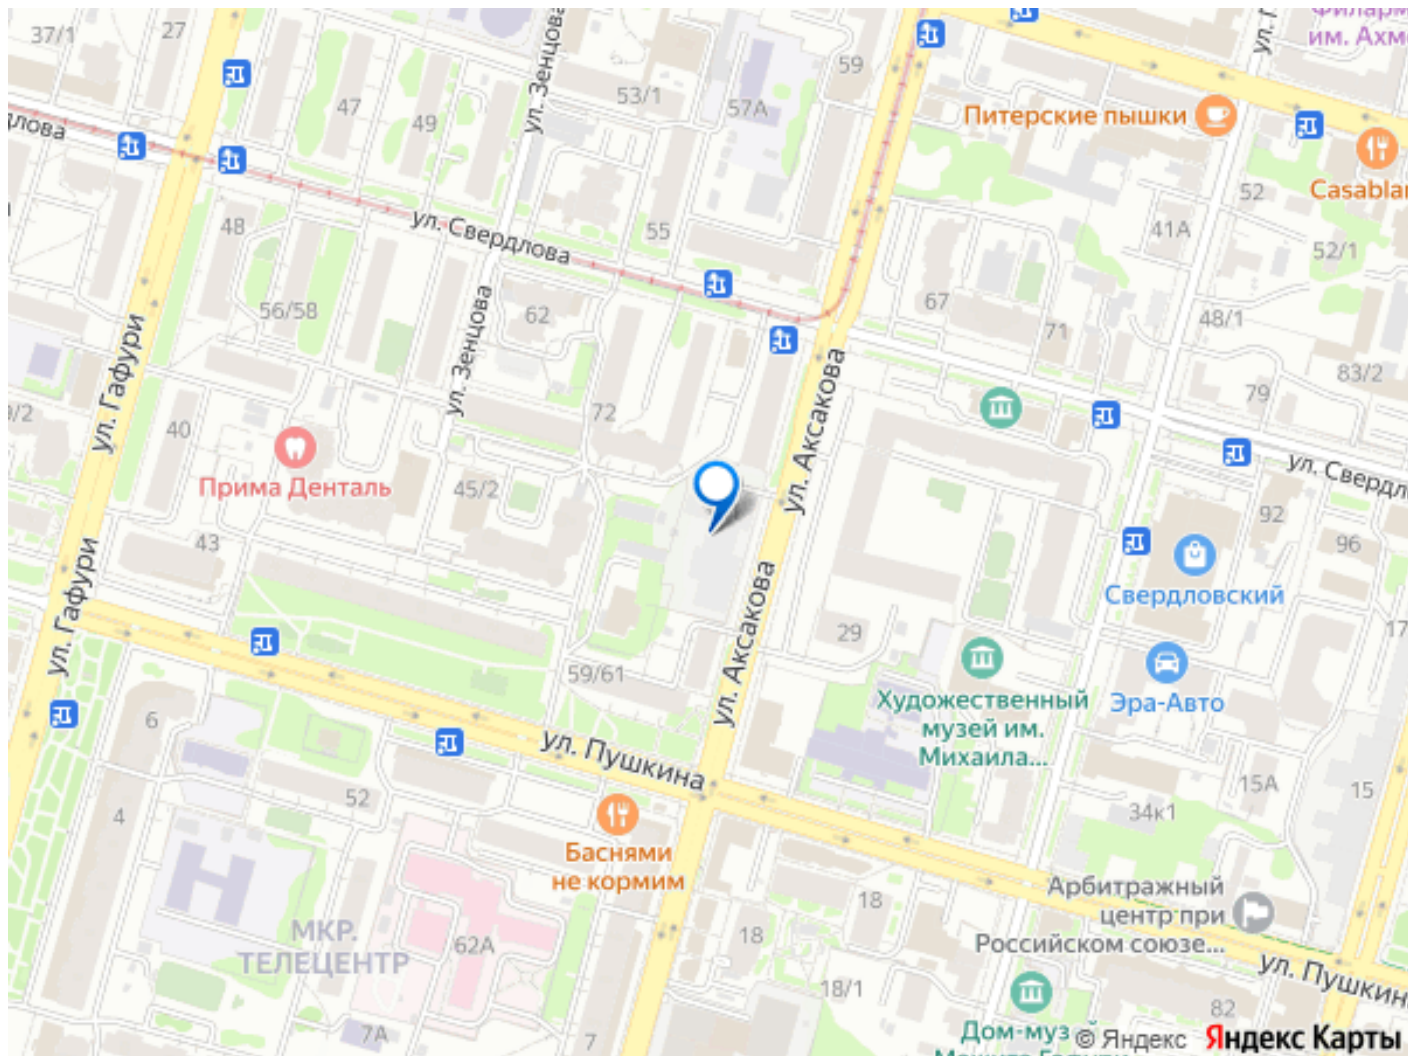 37/1
27
ул. Зенцова
59
Филарм
им. Ахм
ул. Г
47
49
53/1
57А
Питерские пышки
Casablan
длова
52
41А
52/1
48
ул. Свердлова
55
56/58
62
67
71
48/1
ул. Гафури
ул. Зенцова
ул. Аксакова
83/2
79
9/2
40
72
Прима Денталь
45/2
ул. Свердл
92
96
43
ул. Гафури
Свердловский
ул. Аксакова
29
17
59/61
Художественный
музей им.
Михаила...
Эра-Авто
6
ул. Пушкина
52
4
15А
15
34к1
Баснями
не кормим
Арбитражный
центр при
Российском союзе...
МКР.
ТЕЛЕЦЕНТР
62А
18
18
18/1
ул. Пушкин
82
7А
7
Дом-муз
© Яндекс
Яндекс Карты